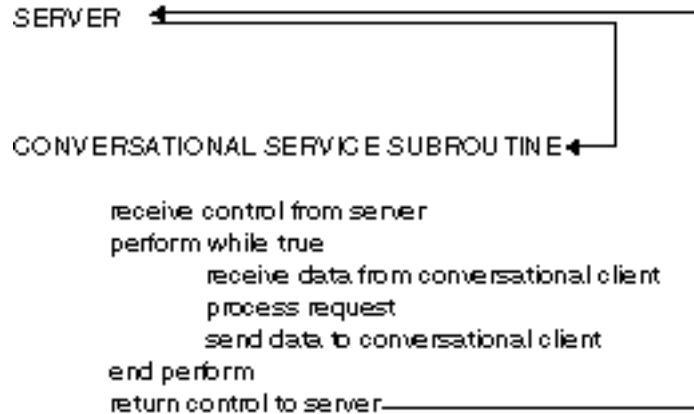 SERVER
CONVERSATIONAL SERVICE SUBROUTINE
receive control from server
perform while true
receive data from conversational client
process request
send data to conversational client
end perform
return control to server